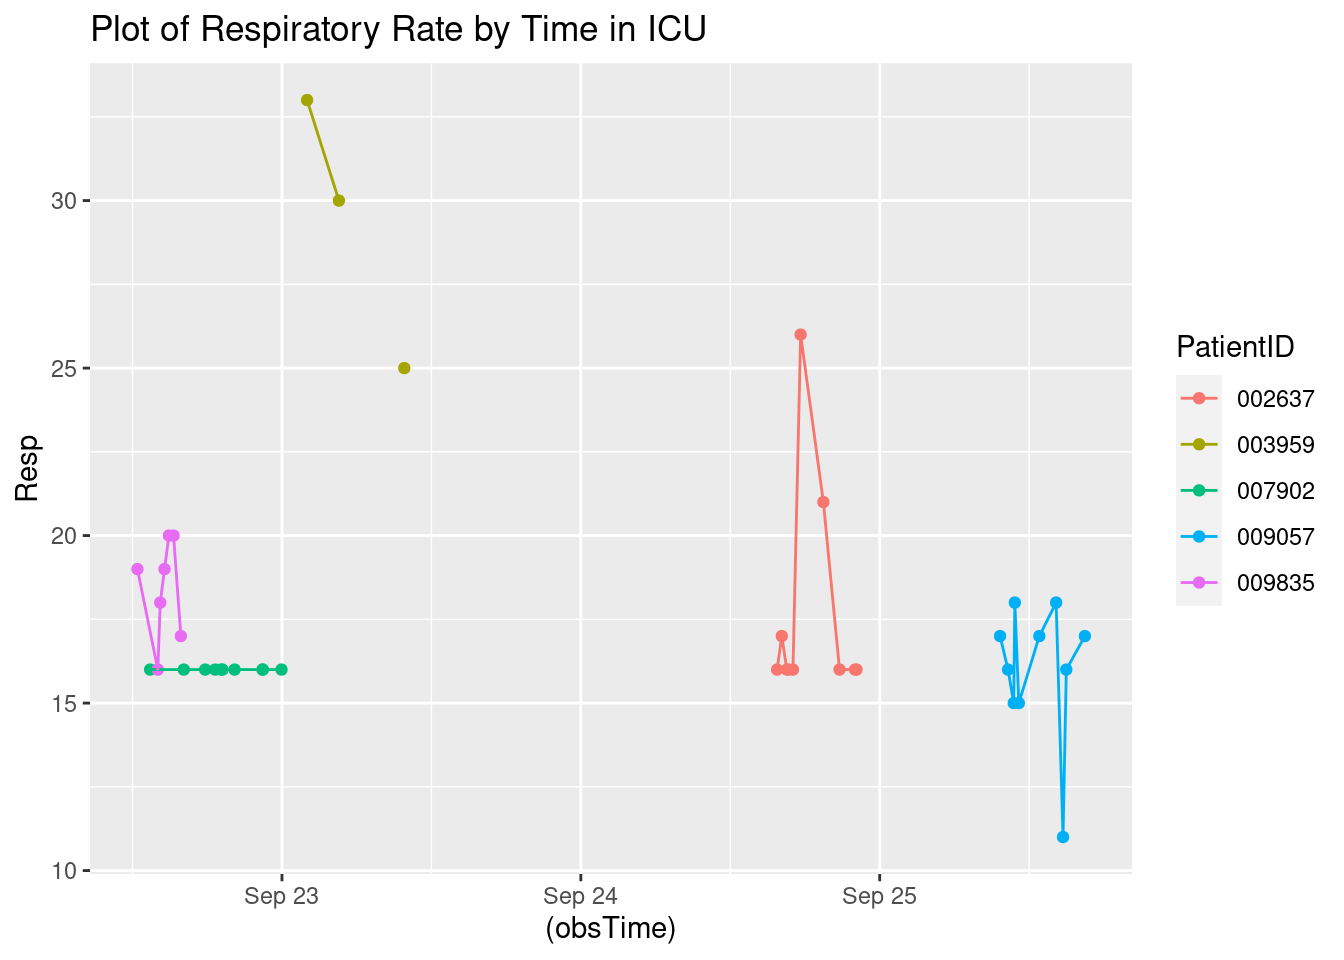 Plot of Respiratory Rate by Time in ICU
30
25
20
15
10
Resp
Sep 23
Sep 24
Sep 25
(obsTime)
PatientID
002637
003959
007902
009057
009835